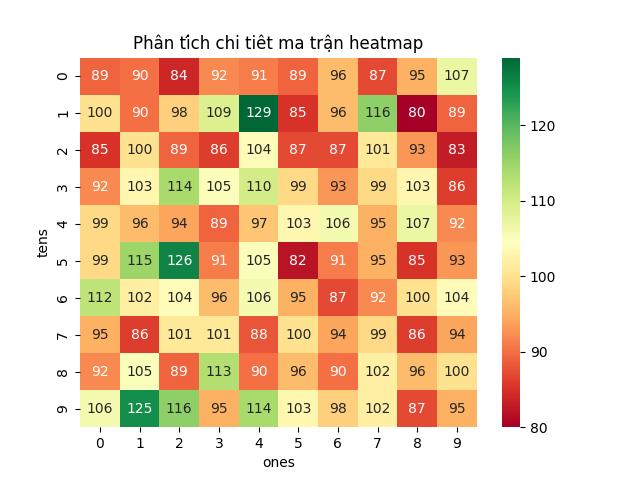 Phân tích chi tiêt ma trận heatmap
0 89 90 84 92 91 89 96 87 95 107
1 100 90 98 109 129 85 96 116 80 89
2 85 100 89 86 104 87 87 101 93 83
3 92 103 114 105 110 99 93 99 103 86
4 99 96 94 89 97 103 106 95 107 92
5 99 115 126 91 105 82 91 95 85 93
6 112 102 104 96 106 95 87 92 100 104
7 95 86 101 101 88 100 94 99 86 94
8 92 105 89 113 90 96 90 102 96 100
9 106 125 116 95 114 103 98 102 87 95
0 1 2 3 4 5 6 7 8 9
ones
tens
120
110
100
90
80